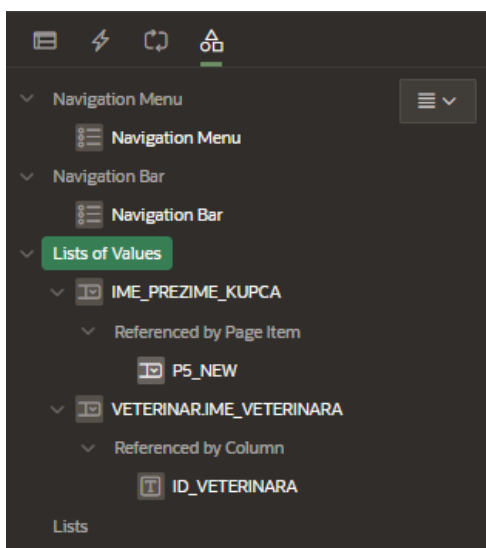 Navigation Menu
Navigation Menu
Navigation Bar
Navigation Bar
Lists of Values
IME_PREZIME_KUPCA
Referenced by Page Item
P5_NEW
VETERINAR.IME_VETERINARA
Referenced by Column
ID_VETERINARA
Lists